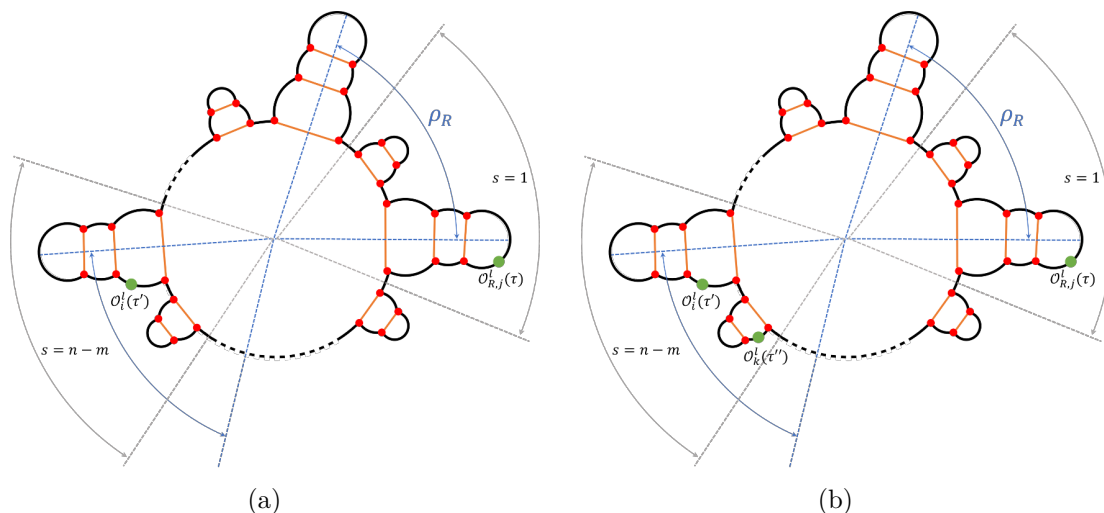 ρ_R
s = 1
𝒪^l_{R,j}(τ)
𝒪^l_i(τ′)
s = n − m
(a)
ρ_R
s = 1
𝒪^l_{R,j}(τ)
𝒪^l_i(τ′)
s = n − m
𝒪^l_k(τ′′)
(b)